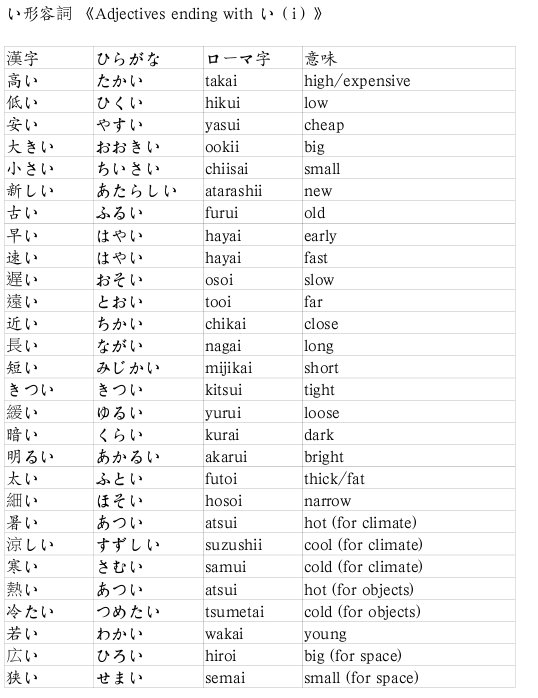 い形容詞 《Adjectives ending with い ( i ) 》
漢字 ひらがな ローマ字 意味
高い たかい takai high/expensive
低い ひくい hikui low
安い やすい yasui cheap
大きい おおきい ookii big
小さい ちいさい chiisai small
新しい あたらしい atarashii new
古い ふるい furui old
早い はやい hayai early
速い はやい hayai fast
遅い おそい osoi slow
遠い とおい tooi far
近い ちかい chikai close
長い ながい nagai long
短い みじかい mijikai short
きつい きつい kitsui tight
緩い ゆるい yurui loose
暗い くらい kurai dark
明るい あかるい akarui bright
太い ふとい futoi thick/fat
細い ほそい hosoi narrow
暑い あつい atsui hot (for climate)
涼しい すずしい suzushii cool (for climate)
寒い さむい samui cold (for climate)
熱い あつい atsui hot (for objects)
冷たい つめたい tsumetai cold (for objects)
若い わかい wakai young
広い ひろい hiroi big (for space)
狭い せまい semai small (for space)